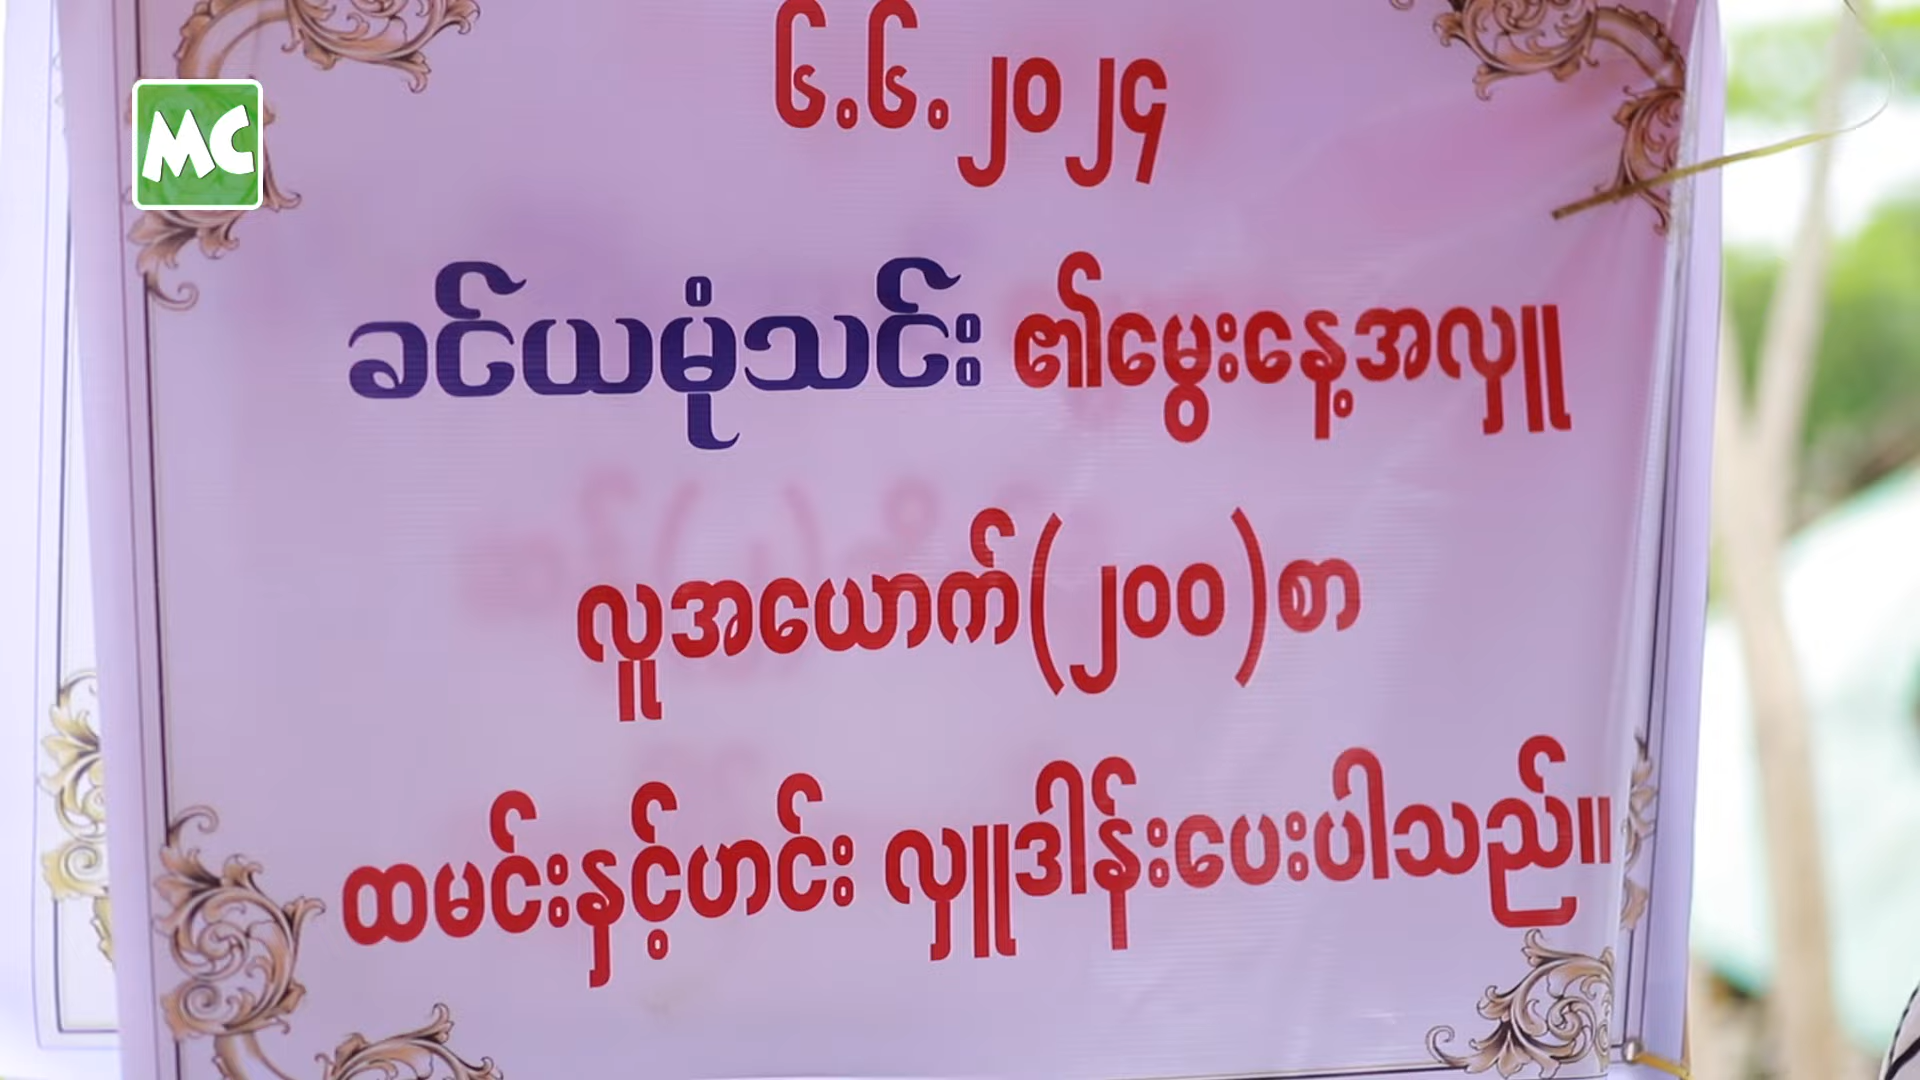 ၆.၆.၂၀၂၄
MC
ခင်ယမုံသင်း ၏မွေးနေ့အလှူ
လူအယောက်(၂၀၀)စာ
ထမင်းနှင့်ဟင်း လှူဒါန်းပေးပါသည်။